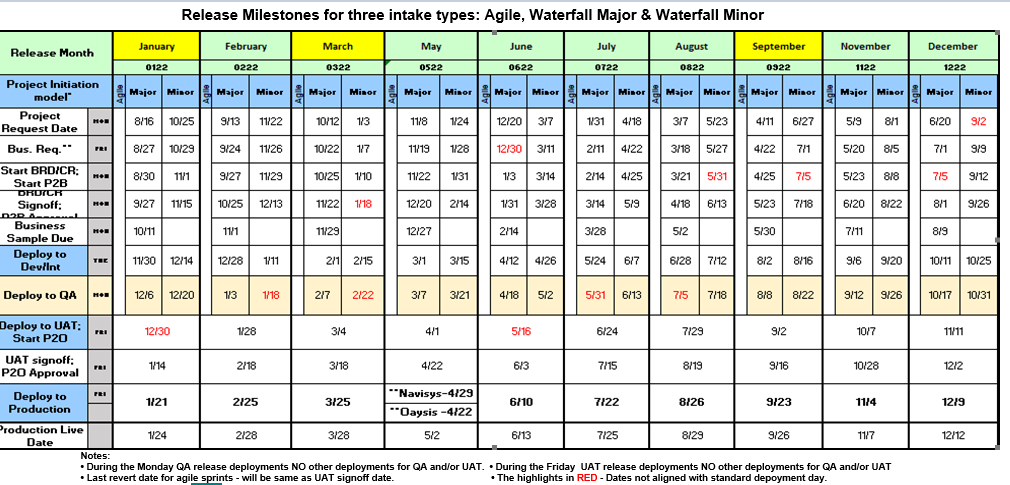 Release Milestones for three intake types: Agile, Waterfall Major & Waterfall Minor
Release Month January February March May June July August September November December
0122 0222 0322 0522 0622 0722 0822 0922 1122 1222
Project Initiation model* Agile Major Minor Agile Major Minor Agile Major Minor Agile Major Minor Agile Major Minor Agile Major Minor Agile Major Minor Agile Major Minor Agile Major Minor Agile Major Minor
Project Request Date MON 8/16 10/25 9/13 11/22 10/12 1/3 11/8 1/24 12/20 3/7 1/31 4/18 3/7 5/23 4/11 6/27 5/9 8/1 6/20 9/2
Bus. Req.** FRI 8/27 10/29 9/24 11/26 10/22 1/7 11/19 1/28 12/30 3/11 2/11 4/22 3/18 5/27 4/22 7/1 5/20 8/5 7/1 9/9
Start BRD/CR; Start P2B MON 8/30 11/1 9/27 11/29 10/25 1/10 11/22 1/31 1/3 3/14 2/14 4/25 3/21 5/31 4/25 7/5 5/23 8/8 7/5 9/12
BRD/CR Signoff; P2B Approval MON 9/27 11/15 10/25 12/13 11/22 1/18 12/20 2/14 1/31 3/28 3/14 5/9 4/18 6/13 5/23 7/18 6/20 8/22 8/1 9/26
Business Sample Due MON 10/11 11/1 11/29 12/27 2/14 3/28 5/2 5/30 7/11 8/9
Deploy to Dev/Int TUE 11/30 12/14 12/28 1/11 2/1 2/15 3/1 3/15 4/12 4/26 5/24 6/7 6/28 7/12 8/2 8/16 9/6 9/20 10/11 10/25
Deploy to QA MON 12/6 12/20 1/3 1/18 2/7 2/22 3/7 3/21 4/18 5/2 5/31 6/13 7/5 7/18 8/8 8/22 9/12 9/26 10/17 10/31
Deploy to UAT; Start P2O FRI 12/30 1/28 3/4 4/1 5/16 6/24 7/29 9/2 10/7 11/11
UAT signoff; P2O Approval FRI 1/14 2/18 3/18 4/22 6/3 7/15 8/19 9/16 10/28 12/2
Deploy to Production FRI 1/21 2/25 3/25 **Navisys-4/29 6/10 7/22 8/26 9/23 11/4 12/9
**Oaysis -4/22
Production Live Date 1/24 2/28 3/28 5/2 6/13 7/25 8/29 9/26 11/7 12/12
Notes:
• During the Monday QA release deployments NO other deployments for QA and/or UAT. • During the Friday UAT release deployments NO other deployments for QA and/or UAT
• Last revert date for agile sprints - will be same as UAT signoff date. • The highlights in RED - Dates not aligned with standard depoyment day.